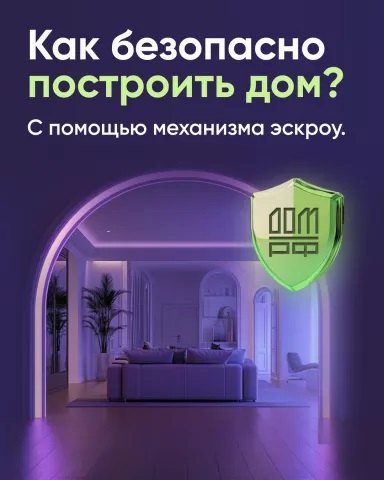 Как безопасно
построить дом?
С помощью механизма эскроу.
ДОМ
РФ